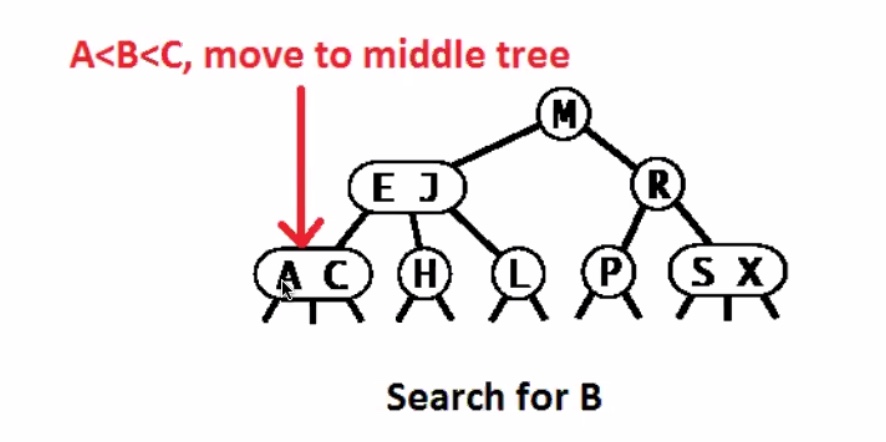 A<B<C, move to middle tree
M
E J
R
A C
H
L
P
S X
Search for B